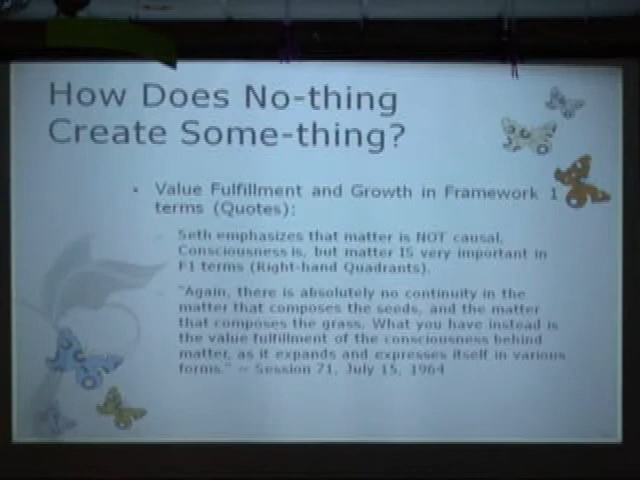 How Does No-thing
Create Some-thing?
• Value Fulfillment and Growth in Framework 1
terms (Quotes):
– Seth emphasizes that matter is NOT causal,
Consciousness is, but matter IS very important in
F1 terms (Right-hand Quadrants).
– "Again, there is absolutely no continuity in the
matter that composes the seeds, and the matter
that composes the grass. What you have instead is
the value fulfillment of the consciousness behind
matter, as it expands and expresses itself in various
forms." — Session 71, July 15, 1964